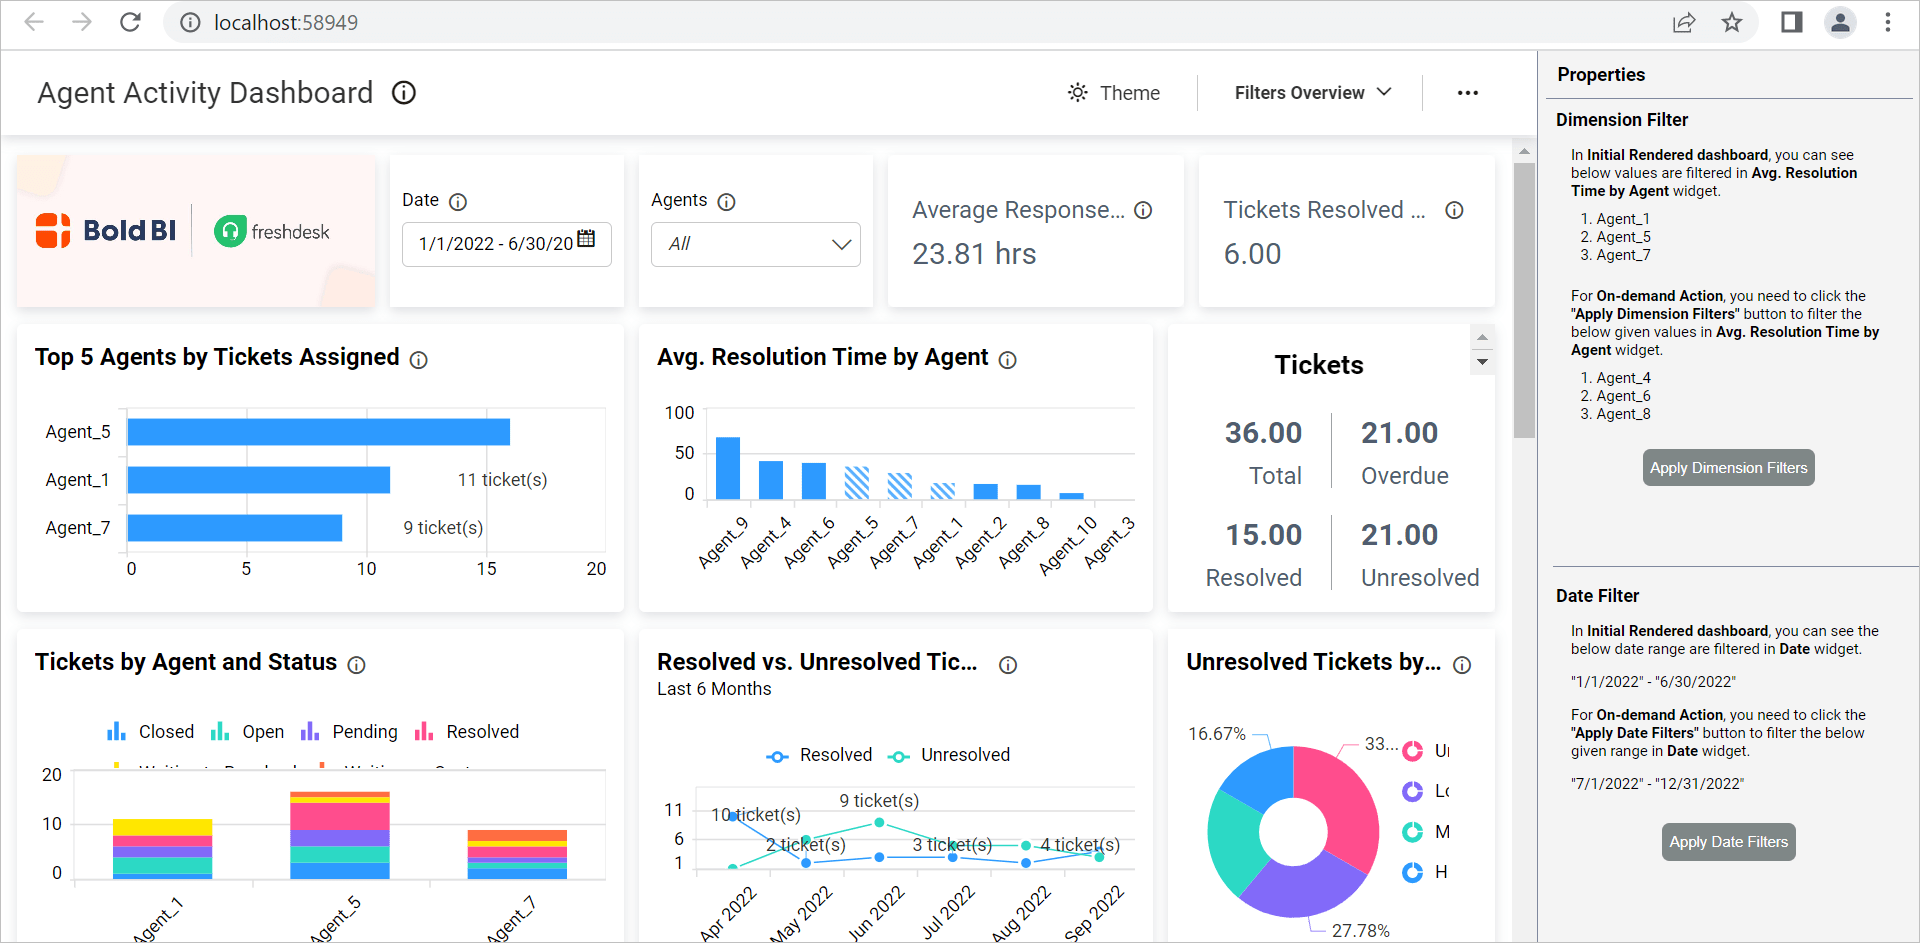 localhost:58949
Agent Activity Dashboard
Theme
Filters Overview
Bold BI
freshdesk
Date
1/1/2022 - 6/30/20
Agents
All
Average Response...
23.81 hrs
Tickets Resolved ...
6.00
Top 5 Agents by Tickets Assigned
Agent_5
Agent_1
11 ticket(s)
Agent_7
9 ticket(s)
0 5 10 15 20
Avg. Resolution Time by Agent
100
50
0
Agent_9 Agent_4 Agent_6 Agent_5 Agent_7 Agent_1 Agent_2 Agent_8 Agent_10 Agent_3
Tickets
36.00 21.00
Total Overdue
15.00 21.00
Resolved Unresolved
Tickets by Agent and Status
Closed Open Pending Resolved
20
10
0
Agent_1 Agent_5 Agent_7
Resolved vs. Unresolved Tic...
Last 6 Months
Resolved Unresolved
11
6
1
10 ticket(s)
9 ticket(s)
2 ticket(s)
3 ticket(s)
4 ticket(s)
Apr 2022 May 2022 Jun 2022 Jul 2022 Aug 2022 Sep 2022
Unresolved Tickets by...
16.67%
33...
27.78%
M
H
Properties
Dimension Filter
In Initial Rendered dashboard, you can see
below values are filtered in Avg. Resolution
Time by Agent widget.
1. Agent_1
2. Agent_5
3. Agent_7
For On-demand Action, you need to click the
"Apply Dimension Filters" button to filter the
below given values in Avg. Resolution Time by
Agent widget.
1. Agent_4
2. Agent_6
3. Agent_8
Apply Dimension Filters
Date Filter
In Initial Rendered dashboard, you can see the
below date range are filtered in Date widget.
"1/1/2022" - "6/30/2022"
For On-demand Action, you need to click the
"Apply Date Filters" button to filter the below
given range in Date widget.
"7/1/2022" - "12/31/2022"
Apply Date Filters